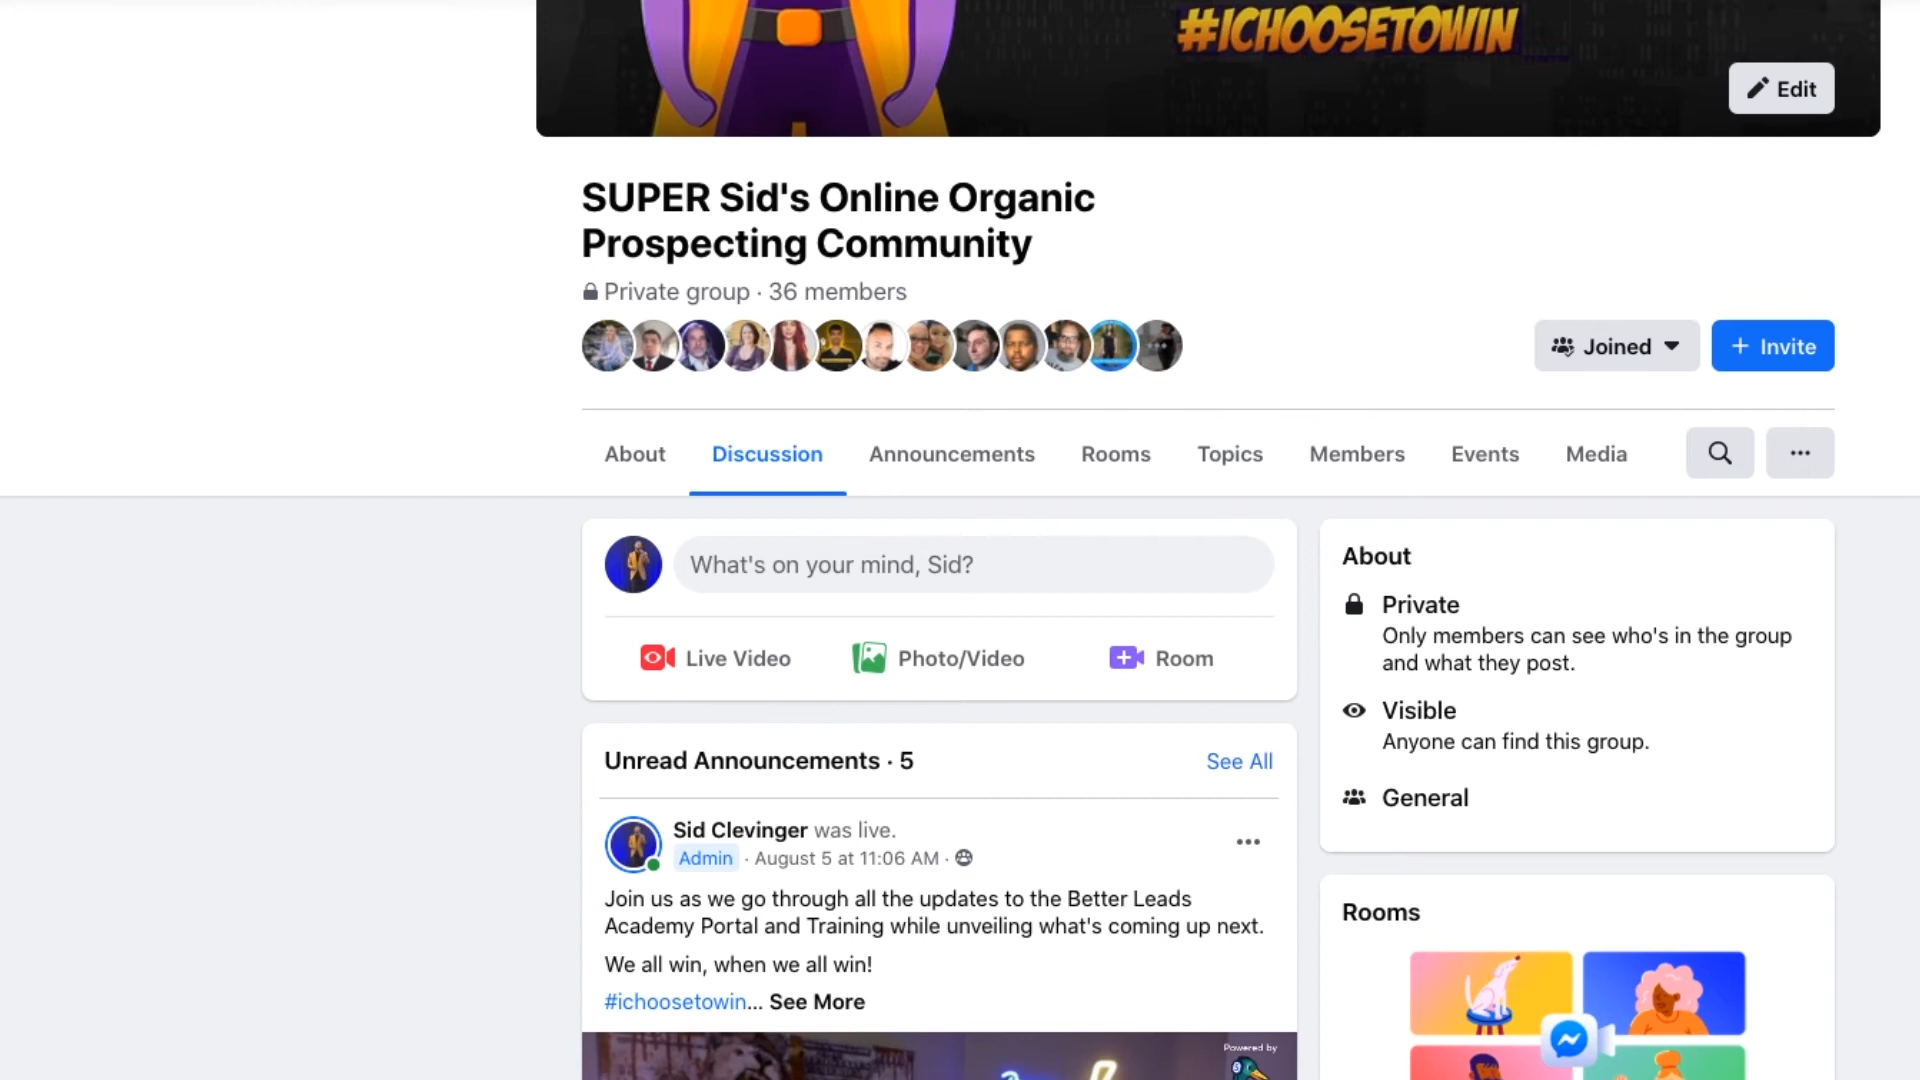 #ICHOOSETOWIN
Edit
SUPER Sid's Online Organic
Prospecting Community
Private group · 36 members
Joined
+ Invite
About
Discussion
Announcements
Rooms
Topics
Members
Events
Media
What's on your mind, Sid?
Live Video
Photo/Video
Room
Unread Announcements · 5
See All
Sid Clevinger was live.
Admin · August 5 at 11:06 AM ·
Join us as we go through all the updates to the Better Leads
Academy Portal and Training while unveiling what's coming up next.
We all win, when we all win!
#ichoosetowin... See More
Powered by
About
Private
Only members can see who's in the group
and what they post.
Visible
Anyone can find this group.
General
Rooms